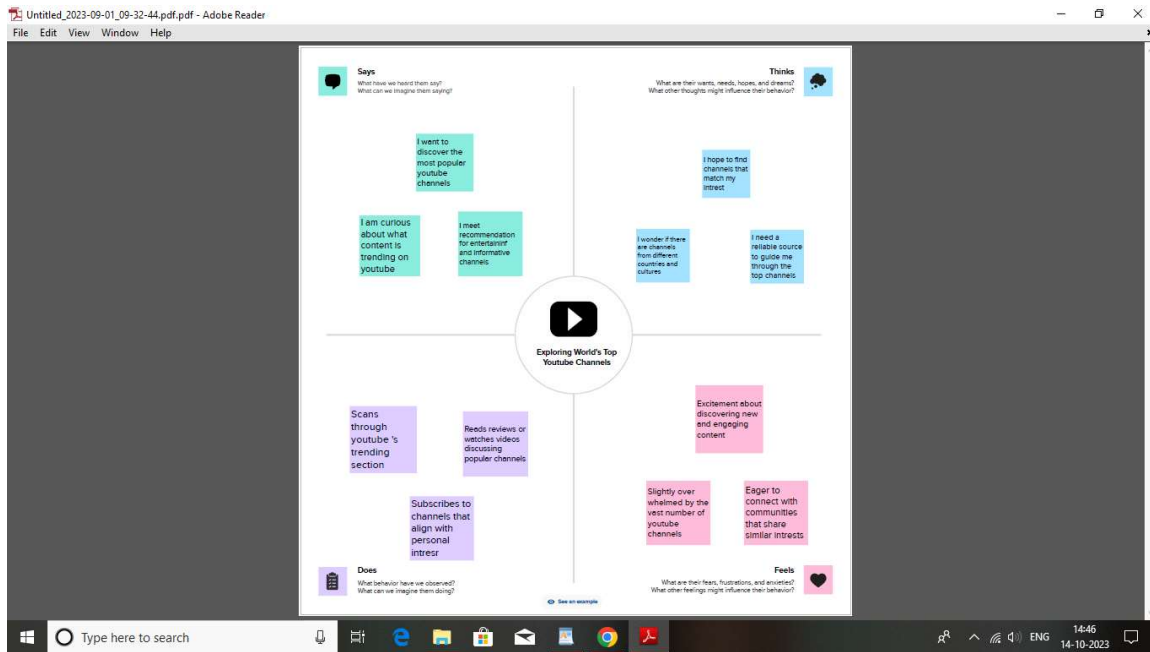 Untitled_2023-09-01_09-32-44.pdf.pdf - Adobe Reader
File Edit View Window Help
Says
What have we heard them say?
What can we imagine them saying?
Thinks
What are their wants, needs, hopes, and dreams?
What other thoughts might influence their behavior?
I want to
discover the
most populer
youtube
channels
I am curious
about what
content is
trending on
youtube
I meet
recommendation
for entertaininf
and informative
channels
I hope to find
channels that
match my
intrest
I wonder if there
are channels
from different
countries and
cultures
I need a
reliable source
to guide me
through the
top channels
Exploring World's Top
Youtube Channels
Scans
through
youtube 's
trending
section
Reads reviews or
watches videos
discussing
populer channels
Subscribes to
channels that
align with
personal
intresr
Excitement about
discovering new
and engaging
content
Slightly over
whelmed by the
vast number of
youtube
channels
Eager to
connect with
communities
that share
similar intrests
Does
What behavior have we observed?
What can we imagine them doing?
Feels
What are their fears, frustrations, and anxieties?
What other feelings might influence their behavior?
See an example
Type here to search
ENG
14:46
14-10-2023